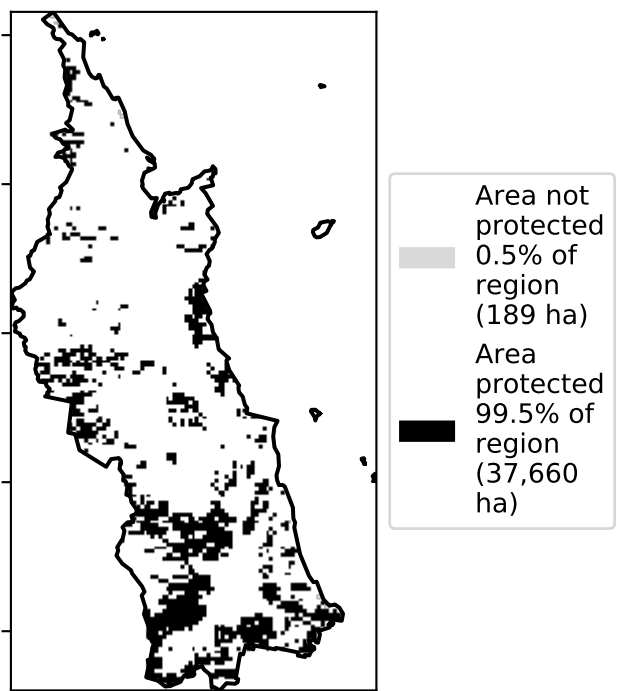 Area not
protected
0.5% of
region
(189 ha)
Area
protected
99.5% of
region
(37,660
ha)